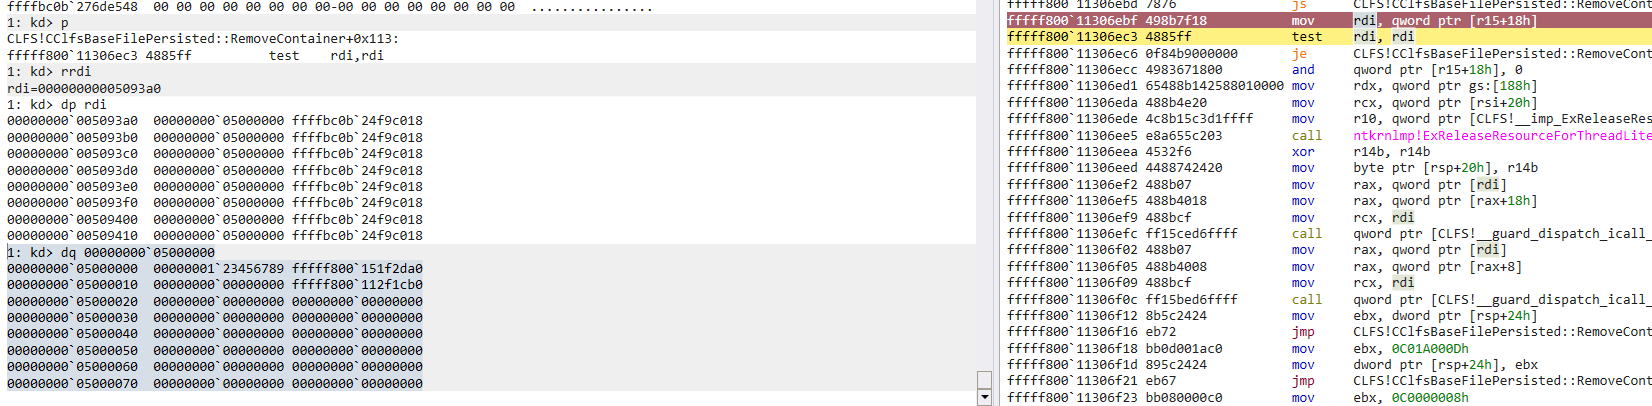 ffffbc0b`276de548  00 00 00 00 00 00 00 00-00 00 00 00 00 00 00 00  ................
1: kd> p
CLFS!CClfsBaseFilePersisted::RemoveContainer+0x113:
fffff800`11306ec3 4885ff          test    rdi,rdi
1: kd> rrdi
rdi=00000000005093a0
1: kd> dp rdi
00000000`005093a0  00000000`05000000 ffffbc0b`24f9c018
00000000`005093b0  00000000`05000000 ffffbc0b`24f9c018
00000000`005093c0  00000000`05000000 ffffbc0b`24f9c018
00000000`005093d0  00000000`05000000 ffffbc0b`24f9c018
00000000`005093e0  00000000`05000000 ffffbc0b`24f9c018
00000000`005093f0  00000000`05000000 ffffbc0b`24f9c018
00000000`00509400  00000000`05000000 ffffbc0b`24f9c018
00000000`00509410  00000000`05000000 ffffbc0b`24f9c018
1: kd> dq 00000000`05000000
00000000`05000000  00000001`23456789 fffff800`151f2da0
00000000`05000010  00000000`00000000 fffff800`112f1cb0
00000000`05000020  00000000`00000000 00000000`00000000
00000000`05000030  00000000`00000000 00000000`00000000
00000000`05000040  00000000`00000000 00000000`00000000
00000000`05000050  00000000`00000000 00000000`00000000
00000000`05000060  00000000`00000000 00000000`00000000
00000000`05000070  00000000`00000000 00000000`00000000
fffff800`11306ebd 7876 js CLFS!CClfsBaseFilePersisted::RemoveCont
fffff800`11306ebf 498b7f18 mov rdi, qword ptr [r15+18h]
fffff800`11306ec3 4885ff test rdi, rdi
fffff800`11306ec6 0f84b9000000 je CLFS!CClfsBaseFilePersisted::RemoveCont
fffff800`11306ecc 4983671800 and qword ptr [r15+18h], 0
fffff800`11306ed1 65488b142588010000 mov rdx, qword ptr gs:[188h]
fffff800`11306eda 488b4e20 mov rcx, qword ptr [rsi+20h]
fffff800`11306ede 4c8b15c3d1ffff mov r10, qword ptr [CLFS!__imp_ExReleaseRes
fffff800`11306ee5 e8a655c203 call ntkrnlmp!ExReleaseResourceForThreadLite
fffff800`11306eea 4532f6 xor r14b, r14b
fffff800`11306eed 4488742420 mov byte ptr [rsp+20h], r14b
fffff800`11306ef2 488b07 mov rax, qword ptr [rdi]
fffff800`11306ef5 488b4018 mov rax, qword ptr [rax+18h]
fffff800`11306ef9 488bcf mov rcx, rdi
fffff800`11306efc ff15ced6ffff call qword ptr [CLFS!__guard_dispatch_icall_
fffff800`11306f02 488b07 mov rax, qword ptr [rdi]
fffff800`11306f05 488b4008 mov rax, qword ptr [rax+8]
fffff800`11306f09 488bcf mov rcx, rdi
fffff800`11306f0c ff15bed6ffff call qword ptr [CLFS!__guard_dispatch_icall_
fffff800`11306f12 8b5c2424 mov ebx, dword ptr [rsp+24h]
fffff800`11306f16 eb72 jmp CLFS!CClfsBaseFilePersisted::RemoveCont
fffff800`11306f18 bb0d001ac0 mov ebx, 0C01A000Dh
fffff800`11306f1d 895c2424 mov dword ptr [rsp+24h], ebx
fffff800`11306f21 eb67 jmp CLFS!CClfsBaseFilePersisted::RemoveCont
fffff800`11306f23 bb080000c0 mov ebx, 0C0000008h